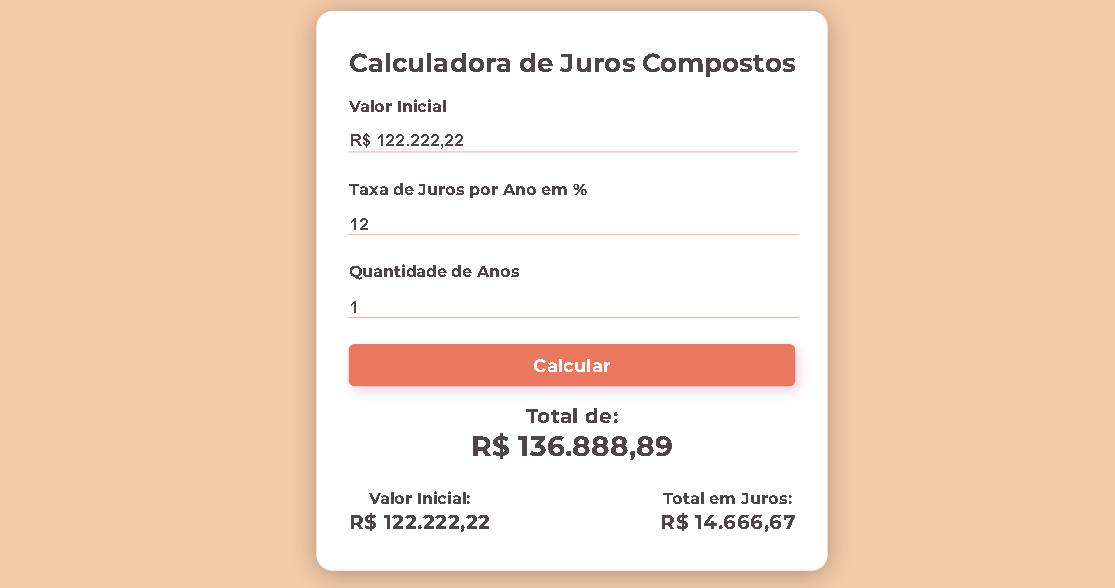 Calculadora de Juros Compostos
Valor Inicial
R$ 122.222,22
Taxa de Juros por Ano em %
12
Quantidade de Anos
1
Calcular
Total de:
R$ 136.888,89
Valor Inicial:
R$ 122.222,22
Total em Juros:
R$ 14.666,67